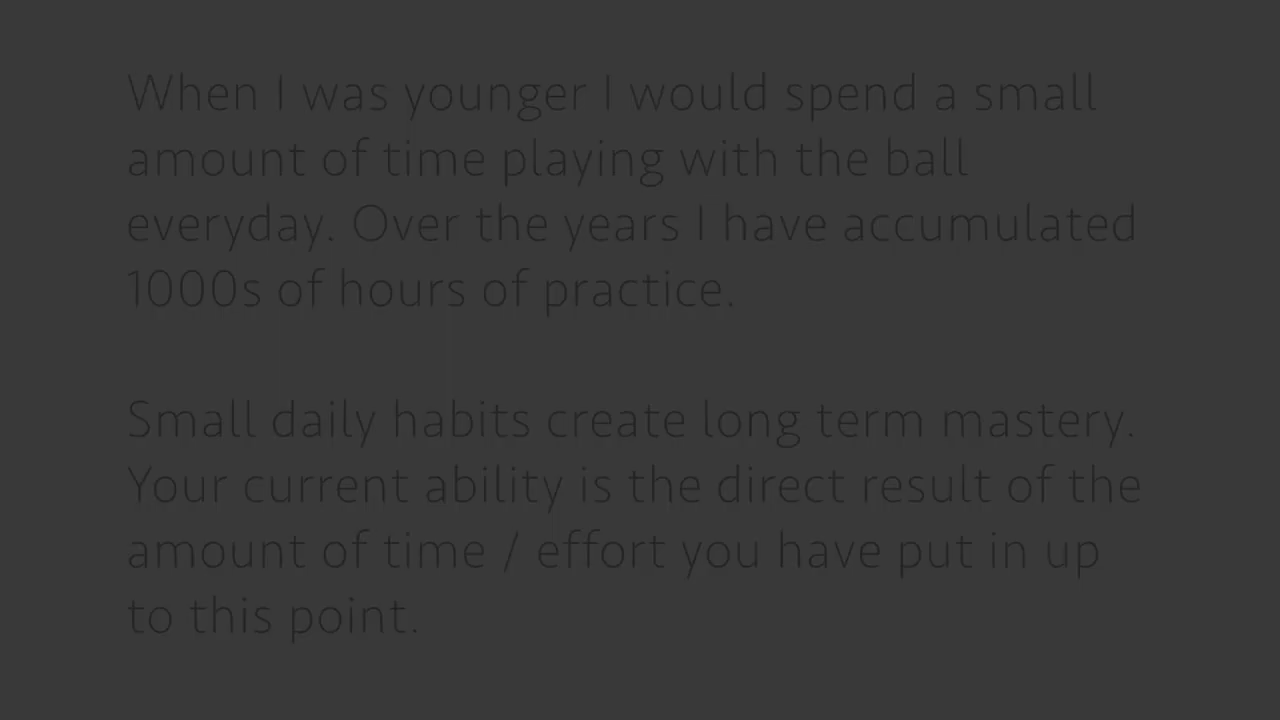 When I was younger I would spend a small
amount of time playing with the ball
everyday. Over the years I have accumulated
1000s of hours of practice.
Small daily habits create long term mastery.
Your current ability is the direct result of the
amount of time / effort you have put in up
to this point.